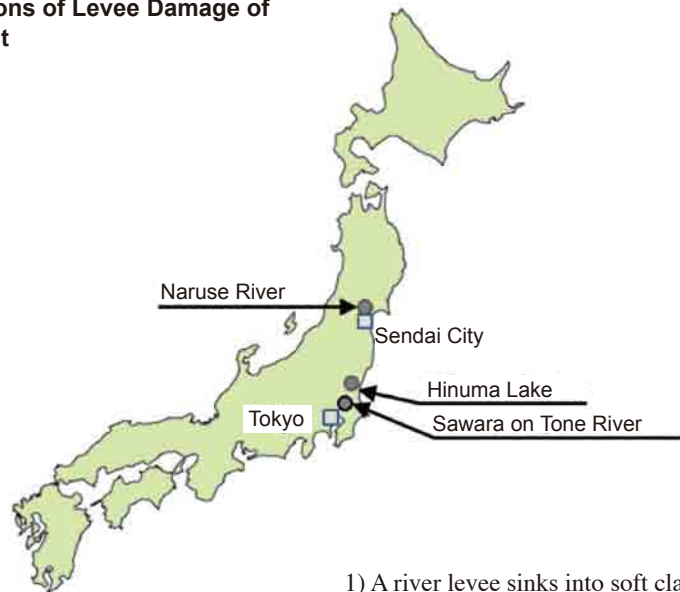 ons of Levee Damage of
t
Naruse River
Sendai City
Hinuma Lake
Tokyo
Sawara on Tone River
1) A river levee sinks into soft cla